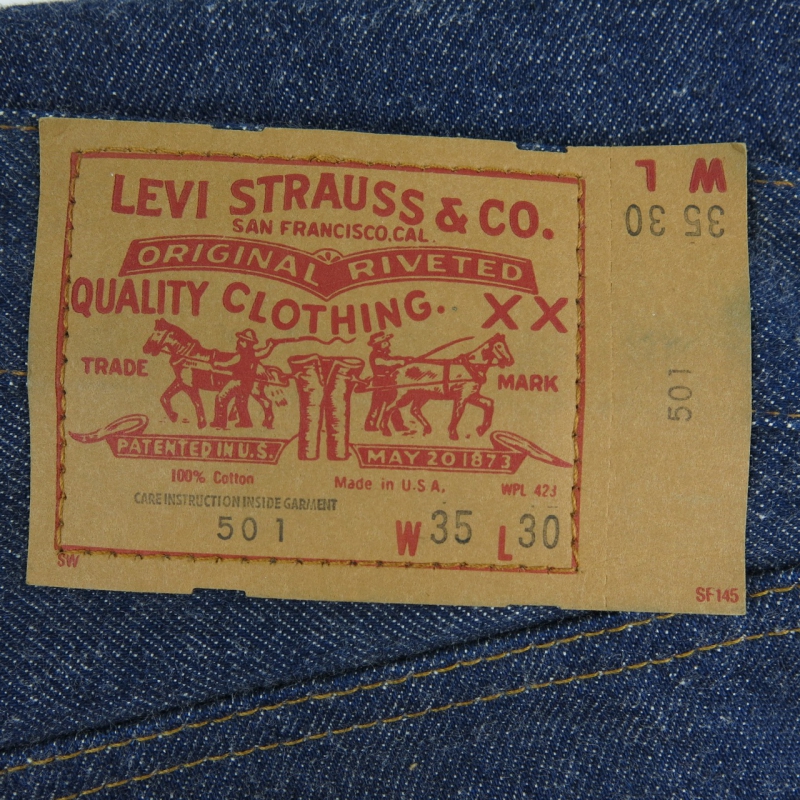 LEVI STRAUSS & CO.
SAN FRANCISCO, CAL.
ORIGINAL RIVETED
QUALITY CLOTHING. XX
TRADE MARK
PATENTED IN U.S. MAY 20 1873
100% Cotton Made in U.S.A. WPL 423
CARE INSTRUCTION INSIDE GARMENT
501 W 35 L 30
SW
W L
35 30
501
SF145